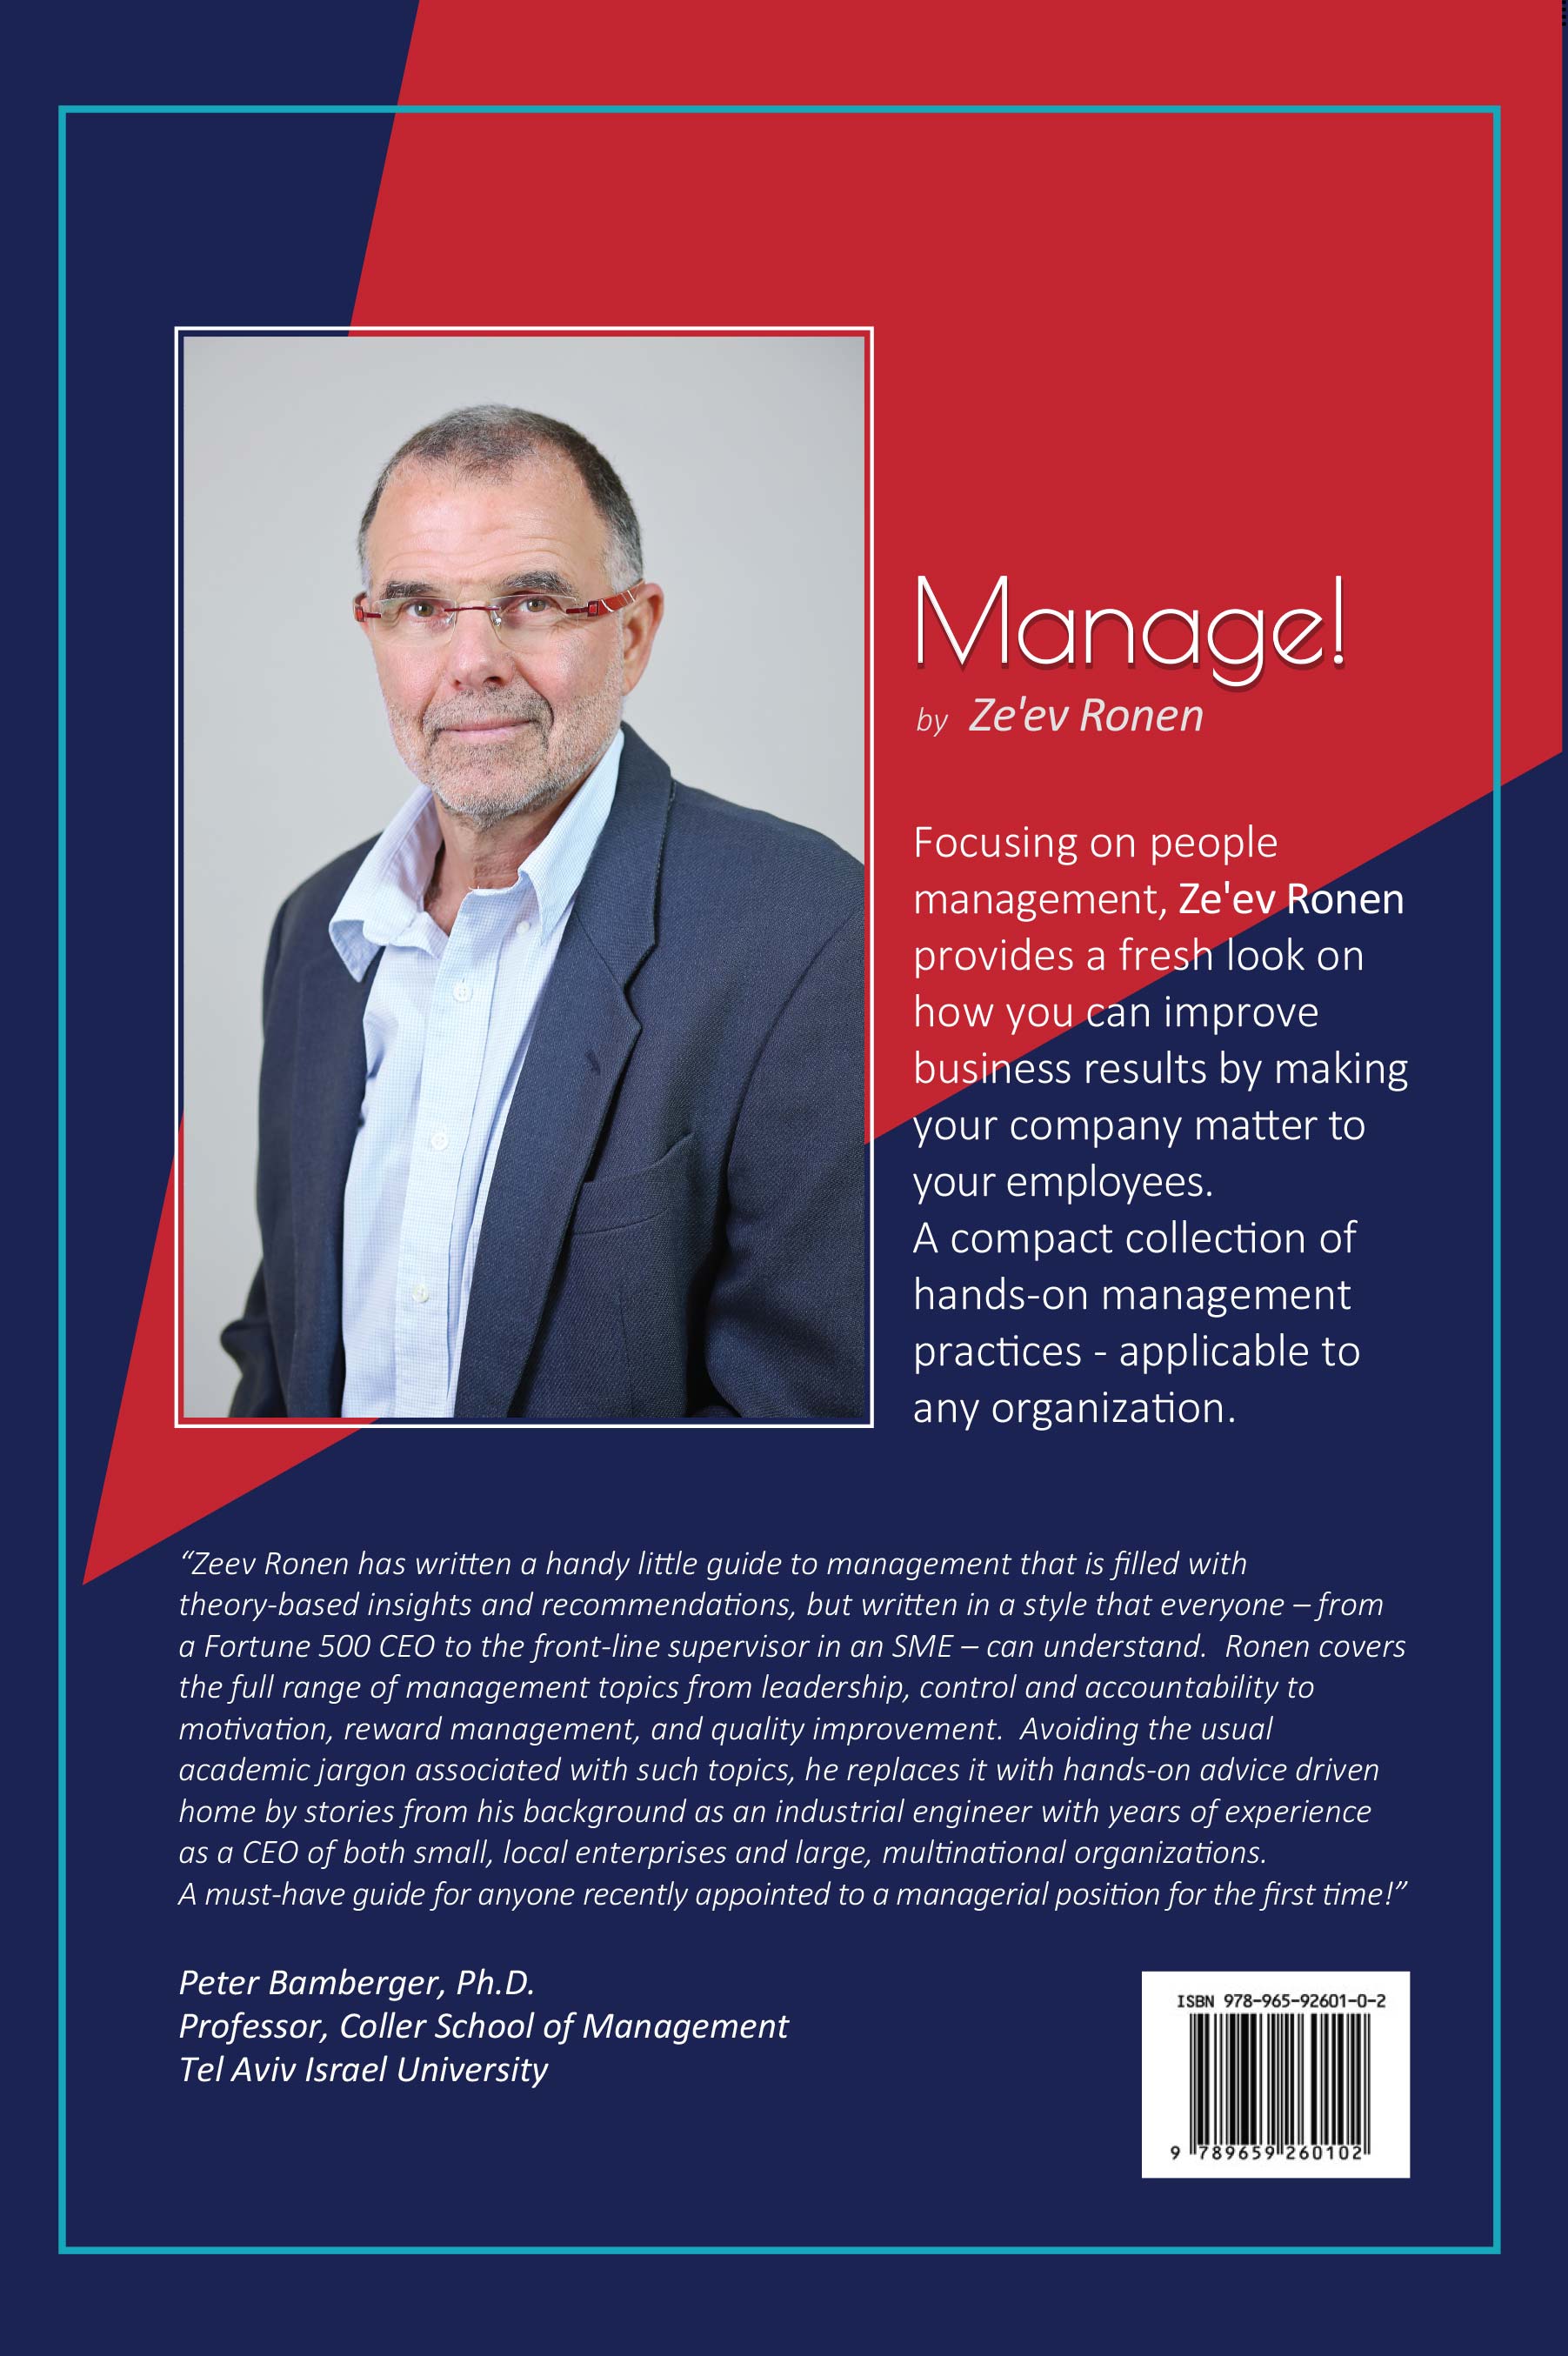 Manage!
by Ze'ev Ronen
Focusing on people
management, Ze'ev Ronen
provides a fresh look on
how you can improve
business results by making
your company matter to
your employees.
A compact collection of
hands-on management
practices - applicable to
any organization.
“Zeev Ronen has written a handy little guide to management that is filled with
theory-based insights and recommendations, but written in a style that everyone – from
a Fortune 500 CEO to the front-line supervisor in an SME – can understand.  Ronen covers
the full range of management topics from leadership, control and accountability to
motivation, reward management, and quality improvement.  Avoiding the usual
academic jargon associated with such topics, he replaces it with hands-on advice driven
home by stories from his background as an industrial engineer with years of experience
as a CEO of both small, local enterprises and large, multinational organizations.
A must-have guide for anyone recently appointed to a managerial position for the first time!”
Peter Bamberger, Ph.D.
Professor, Coller School of Management
Tel Aviv Israel University
ISBN 978-965-92601-0-2
9 789659 260102